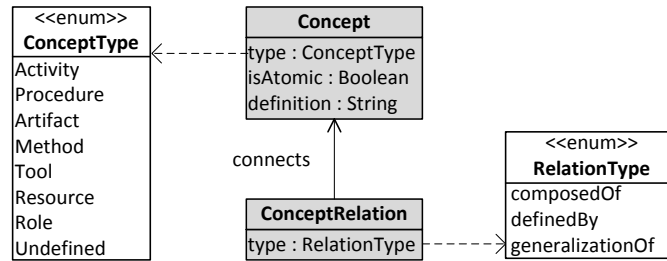 <<enum>>
ConceptType
Activity
Procedure
Artifact
Method
Tool
Resource
Role
Undefined
Concept
type : ConceptType
isAtomic : Boolean
definition : String
connects
ConceptRelation
type : RelationType
<<enum>>
RelationType
composedOf
definedBy
generalizationOf